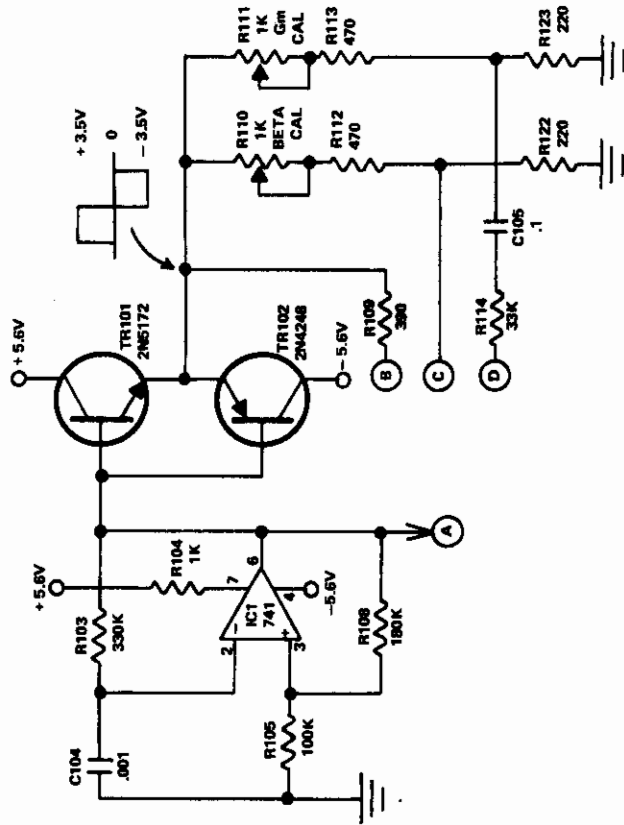 + 3.5V
0
− 3.5V
R111
1K
Gm
CAL
R113
470
R123
220
R110
1K
BETA
CAL
R112
470
R122
220
C105
.1
R114
33K
D
C
R109
390
B
+ 5.6V
TR101
2N5172
TR102
2N4248
− 5.6V
+ 5.6V
R104
1K
R103
330K
C104
.001
2
−
IC1
741
+
3
7
6
4
−5.6V
R105
100K
R108
180K
A